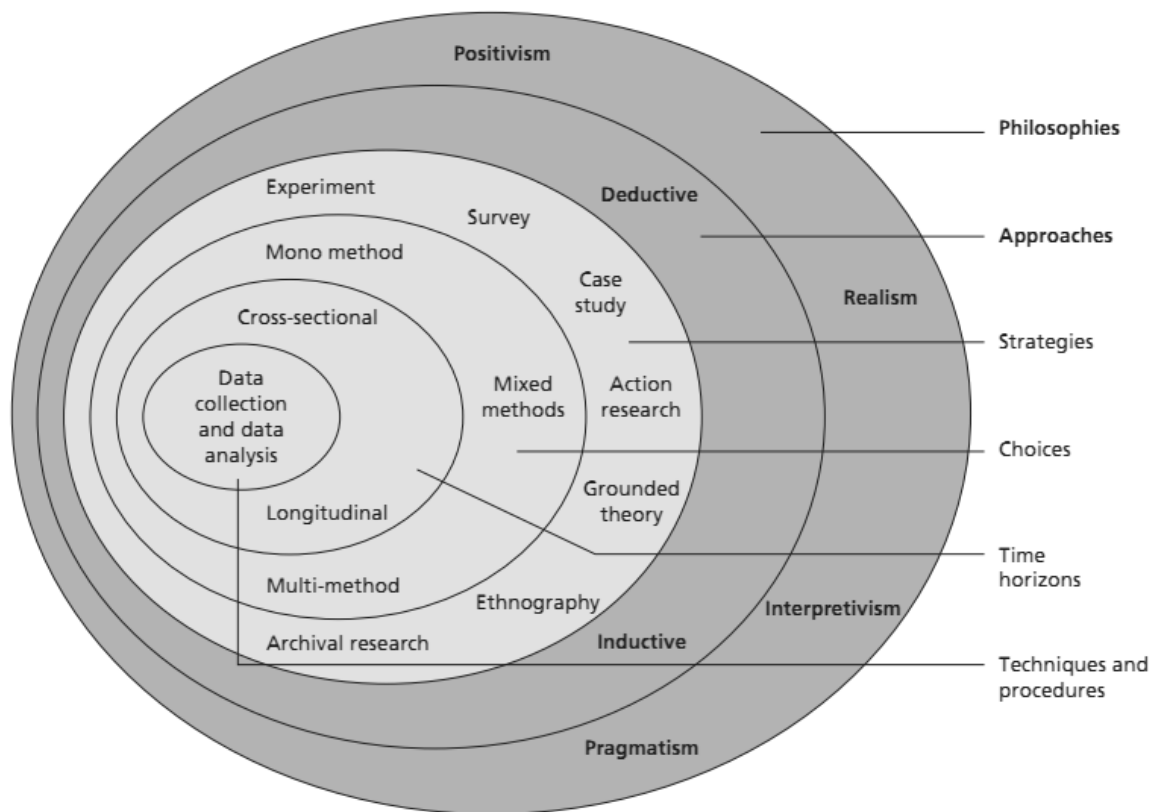 Positivism
Philosophies
Experiment
Deductive
Survey
Approaches
Mono method
Case
study
Realism
Cross-sectional
Strategies
Data
collection
and data
analysis
Mixed
methods
Action
research
Choices
Grounded
theory
Longitudinal
Time
horizons
Multi-method
Ethnography
Interpretivism
Archival research
Inductive
Techniques and
procedures
Pragmatism